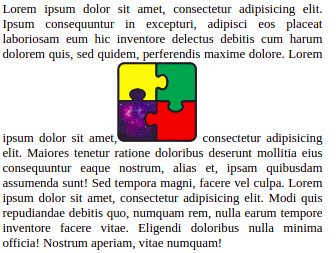 Lorem ipsum dolor sit amet, consectetur adipisicing elit.
Ipsum consequuntur in excepturi, adipisci eos placeat
laboriosam eum hic inventore delectus debitis cum harum
dolorem quis, sed quidem, perferendis maxime dolore. Lorem
ipsum dolor sit amet, consectetur adipisicing
elit. Maiores tenetur ratione doloribus deserunt mollitia eius
consequuntur eaque nostrum, alias et, ipsam quibusdam
assumenda sunt! Sed tempora magni, facere vel culpa. Lorem
ipsum dolor sit amet, consectetur adipisicing elit. Modi quis
repudiandae debitis quo, numquam rem, nulla earum tempore
inventore facere vitae. Eligendi doloribus nulla minima
officia! Nostrum aperiam, vitae numquam!